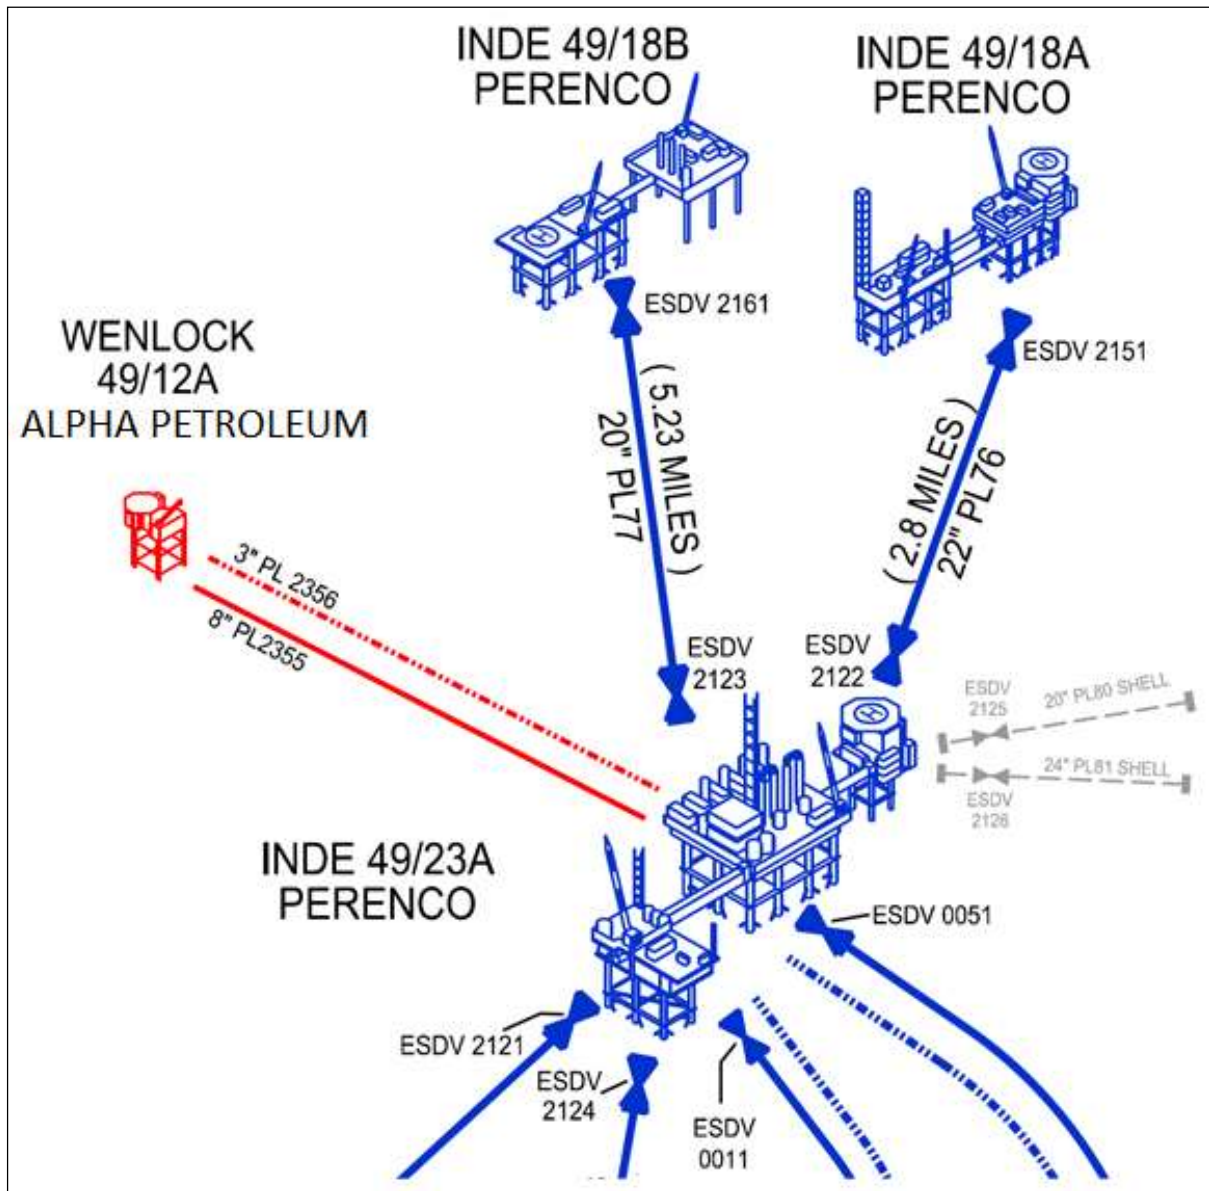 INDE 49/18B
PERENCO
INDE 49/18A
PERENCO
ESDV 2161
ESDV 2151
WENLOCK
49/12A
ALPHA PETROLEUM
( 5.23 MILES )
20" PL77
( 2.8 MILES )
22" PL76
3" PL 2356
8" PL2355
ESDV
2123
ESDV
2122
ESDV
2125
20" PL80 SHELL
24" PL81 SHELL
ESDV
2126
H
H
H
INDE 49/23A
PERENCO
ESDV 0051
ESDV 2121
ESDV
2124
ESDV
0011